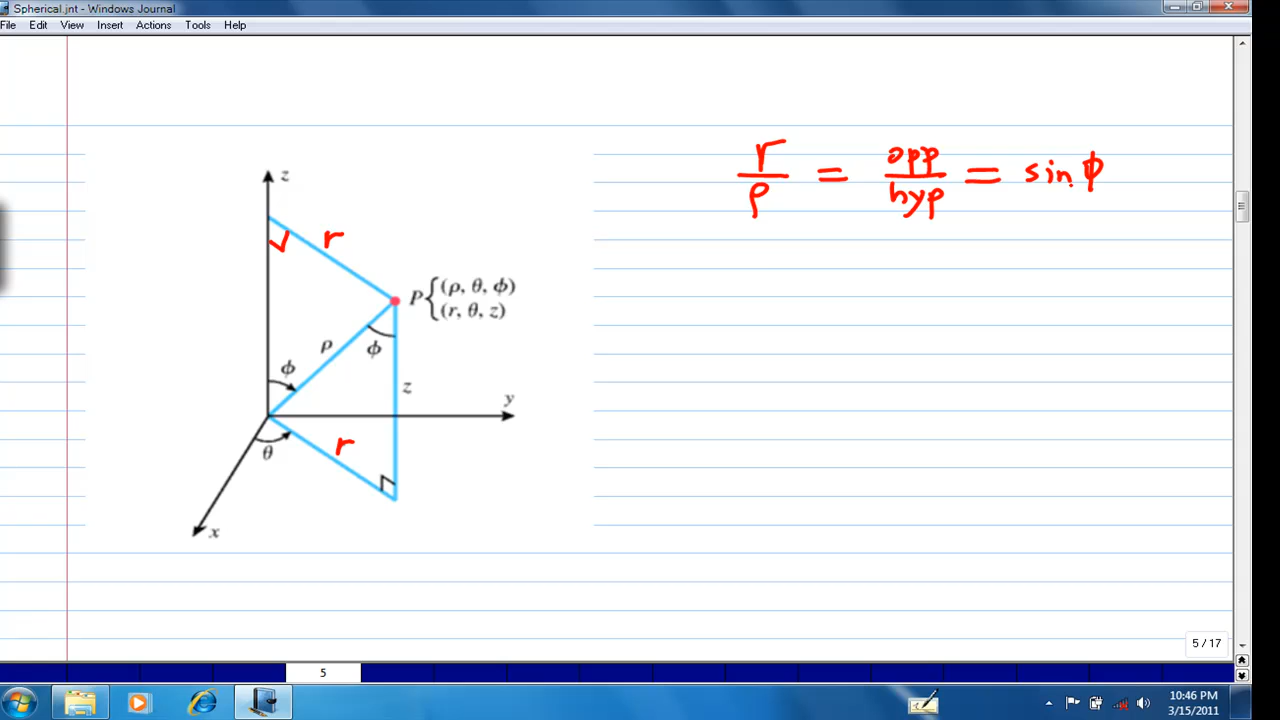 Spherical.jnt - Windows Journal
File Edit View Insert Actions Tools Help
r/ρ = opp/hyp = sin φ
z
r
P{(ρ, θ, φ)
(r, θ, z)
ρ
φ
φ
z
y
r
θ
x
5 / 17
5
10:46 PM
3/15/2011